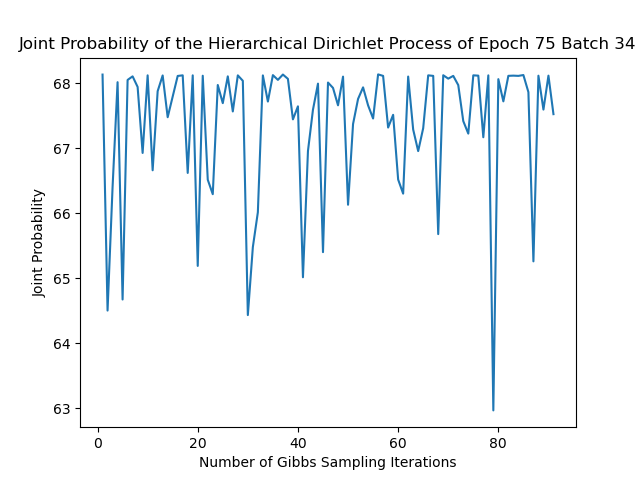 Joint Probability of the Hierarchical Dirichlet Process of Epoch 75 Batch 34
68
67
66
65
64
63
Joint Probability
0 20 40 60 80
Number of Gibbs Sampling Iterations